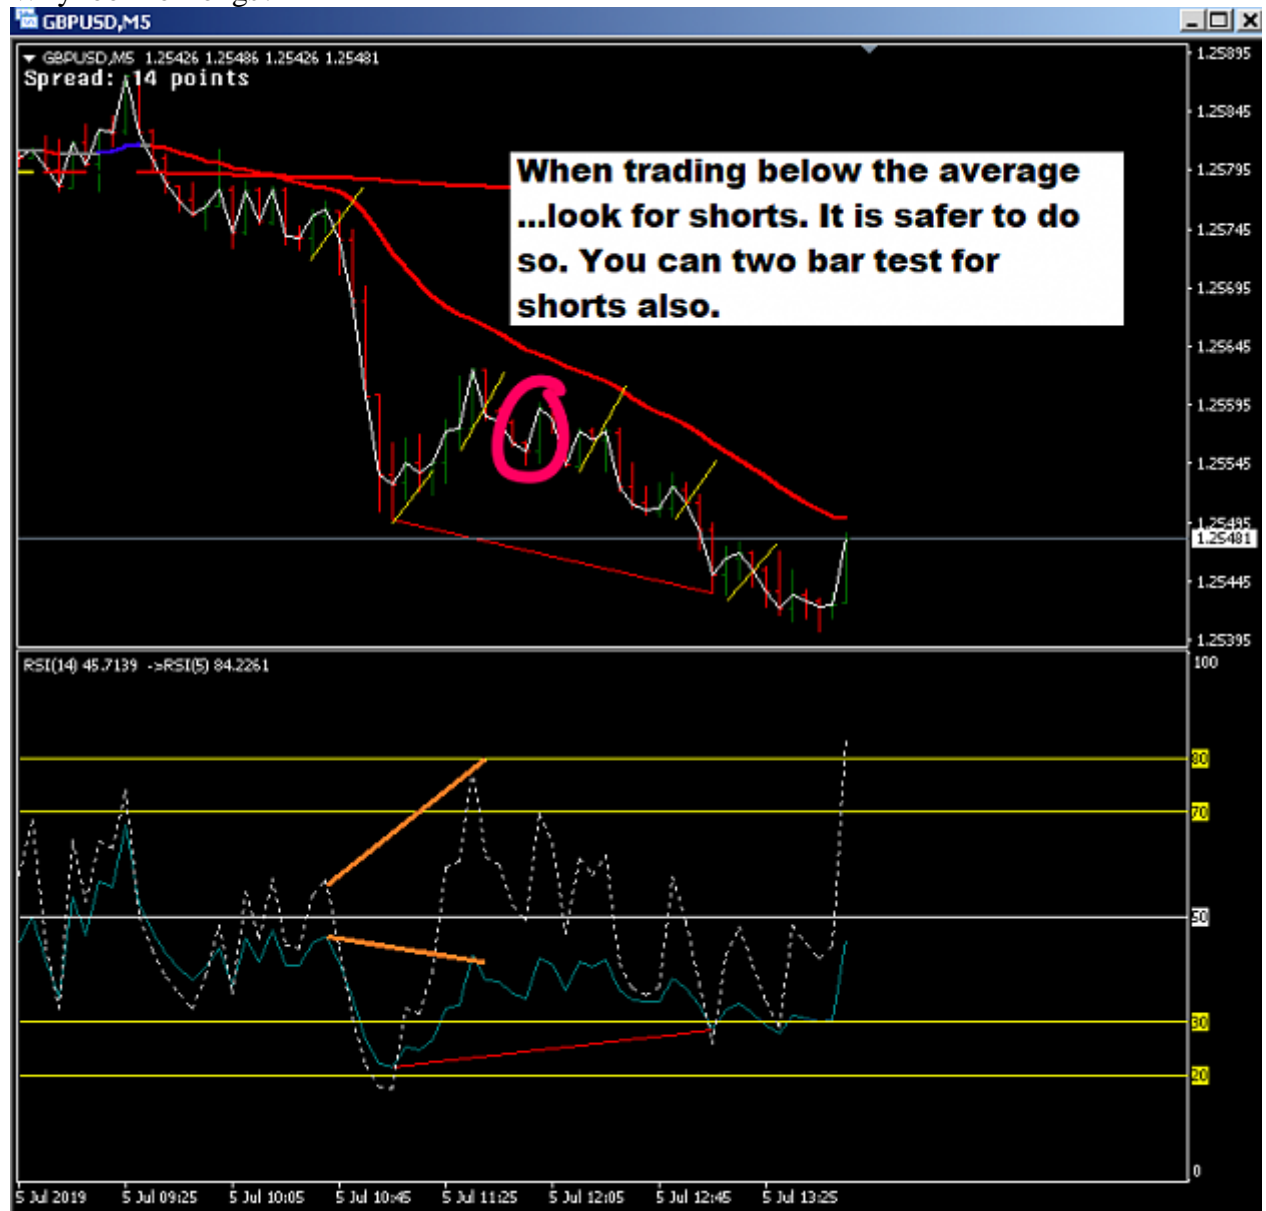 GBPUSD,M5
GBPUSD,M5 1.25426 1.25486 1.25426 1.25481
Spread: 14 points
When trading below the average
...look for shorts. It is safer to do
so. You can two bar test for
shorts also.
1.25895
1.25845
1.25795
1.25745
1.25695
1.25645
1.25595
1.25545
1.25495
1.25481
1.25445
1.25395
RSI(14) 45.7139 ->RSI(5) 84.2261
100
80
70
50
30
20
0
5 Jul 2019 5 Jul 09:25 5 Jul 10:05 5 Jul 10:45 5 Jul 11:25 5 Jul 12:05 5 Jul 12:45 5 Jul 13:25